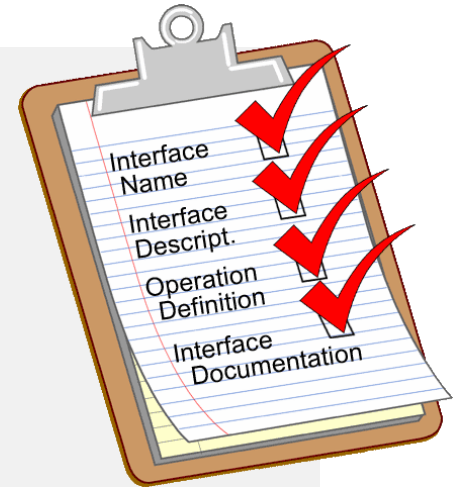 Interface
Name
Interface
Descript.
Operation
Definition
Interface
Documentation